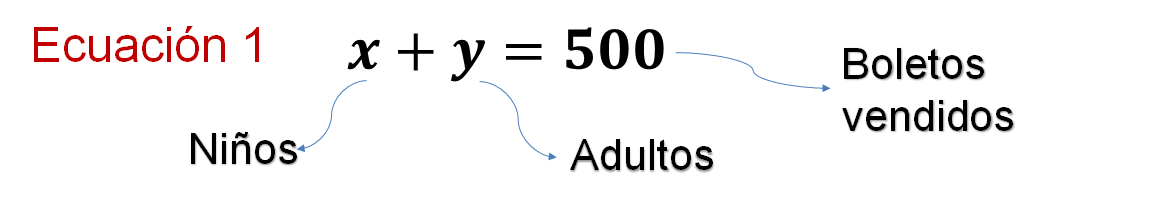 Ecuación 1
x + y = 500
Boletos
vendidos
Niños
Adultos